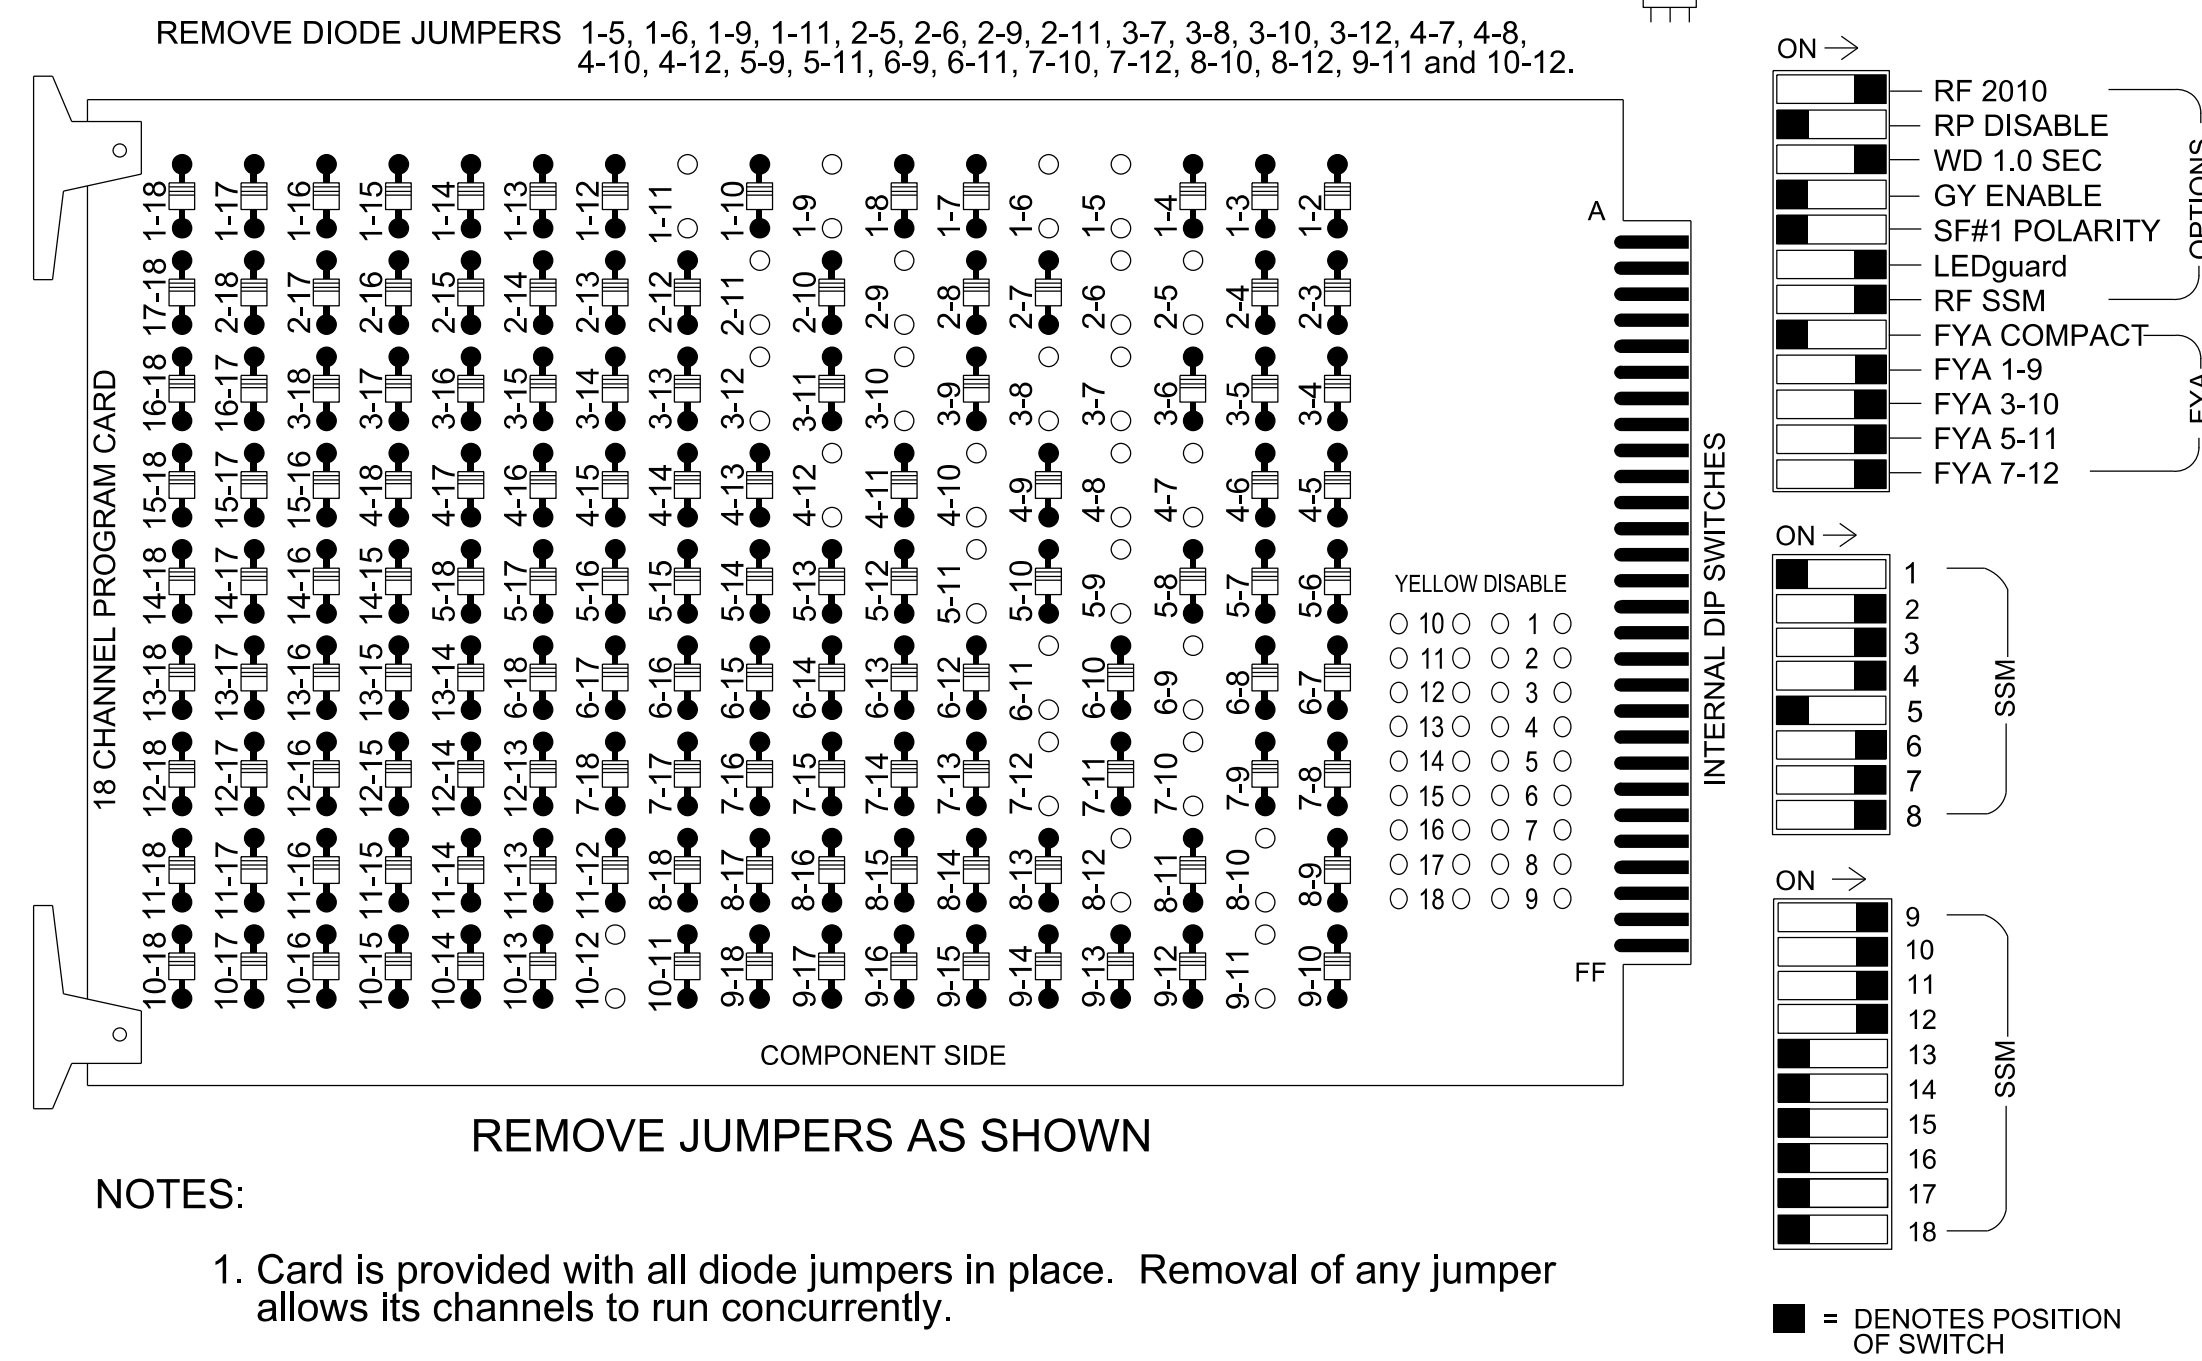 REMOVE DIODE JUMPERS 1-5, 1-6, 1-9, 1-11, 2-5, 2-6, 2-9, 2-11, 3-7, 3-8, 3-10, 3-12, 4-7, 4-8,
4-10, 4-12, 5-9, 5-11, 6-9, 6-11, 7-10, 7-12, 8-10, 8-12, 9-11 and 10-12.
18 CHANNEL PROGRAM CARD
1-18 1-17 1-16 1-15 1-14 1-13 1-12 1-11 1-10 1-9 1-8 1-7 1-6 1-5 1-4 1-3 1-2
17-18 2-18 2-17 2-16 2-15 2-14 2-13 2-12 2-11 2-10 2-9 2-8 2-7 2-6 2-5 2-4 2-3
16-18 16-17 3-18 3-17 3-16 3-15 3-14 3-13 3-12 3-11 3-10 3-9 3-8 3-7 3-6 3-5 3-4
15-18 15-17 15-16 4-18 4-17 4-16 4-15 4-14 4-13 4-12 4-11 4-10 4-9 4-8 4-7 4-6 4-5
14-18 14-17 14-16 14-15 5-18 5-17 5-16 5-15 5-14 5-13 5-12 5-11 5-10 5-9 5-8 5-7 5-6
13-18 13-17 13-16 13-15 13-14 6-18 6-17 6-16 6-15 6-14 6-13 6-12 6-11 6-10 6-9 6-8 6-7
12-18 12-17 12-16 12-15 12-14 12-13 7-18 7-17 7-16 7-15 7-14 7-13 7-12 7-11 7-10 7-9 7-8
11-18 11-17 11-16 11-15 11-14 11-13 11-12 8-18 8-17 8-16 8-15 8-14 8-13 8-12 8-11 8-10 8-9
10-18 10-17 10-16 10-15 10-14 10-13 10-12 10-11 9-18 9-17 9-16 9-15 9-14 9-13 9-12 9-11 9-10
YELLOW DISABLE
10 1
11 2
12 3
13 4
14 5
15 6
16 7
17 8
18 9
A
FF
COMPONENT SIDE
REMOVE JUMPERS AS SHOWN
NOTES:
1. Card is provided with all diode jumpers in place. Removal of any jumper
allows its channels to run concurrently.
INTERNAL DIP SWITCHES
ON
RF 2010
RP DISABLE
WD 1.0 SEC
GY ENABLE
SF#1 POLARITY
LEDguard
RF SSM
FYA COMPACT
FYA 1-9
FYA 3-10
FYA 5-11
FYA 7-12
OPTIONS
FYA
ON
1
2
3
4
5
6
7
8
SSM
ON
9
10
11
12
13
14
15
16
17
18
SSM
= DENOTES POSITION
OF SWITCH